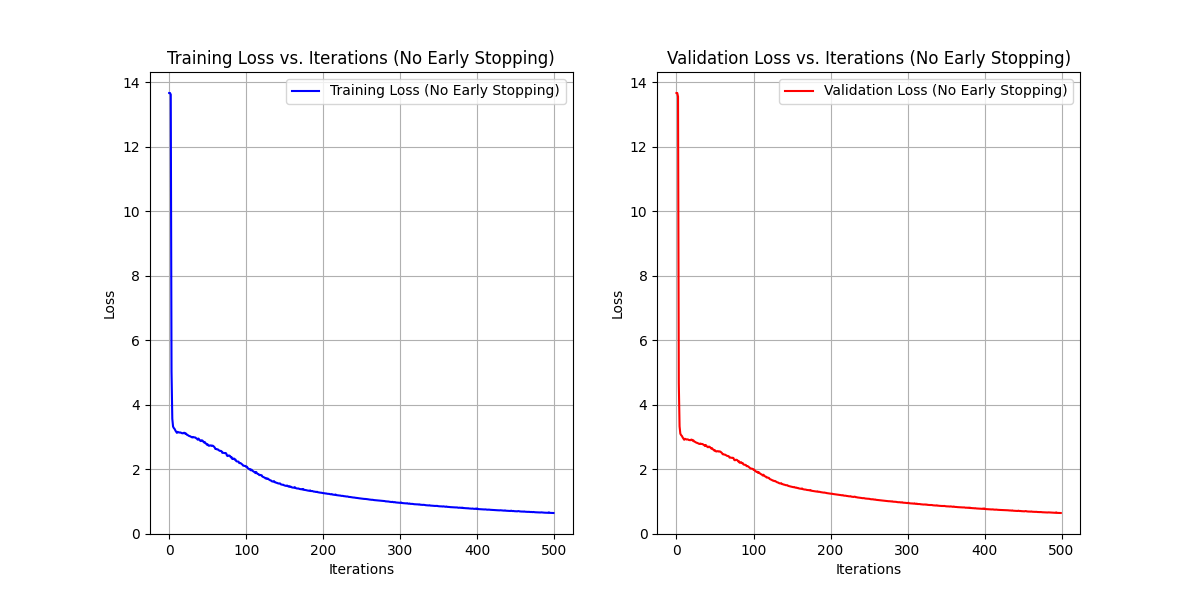 Training Loss vs. Iterations (No Early Stopping)
Training Loss (No Early Stopping)
14
12
10
8
6
4
2
0
Loss
0 100 200 300 400 500
Iterations
Validation Loss vs. Iterations (No Early Stopping)
Validation Loss (No Early Stopping)
14
12
10
8
6
4
2
0
Loss
0 100 200 300 400 500
Iterations